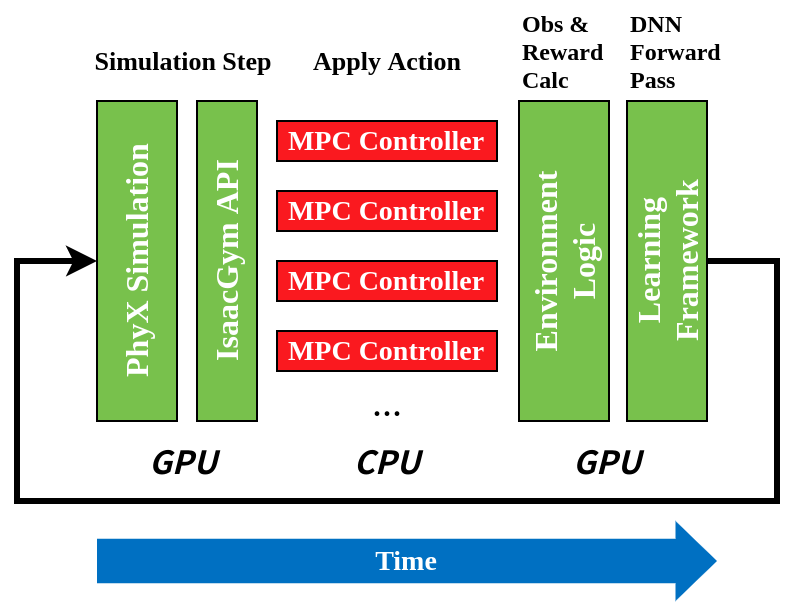 Simulation Step
Apply Action
Obs &
Reward
Calc
DNN
Forward
Pass
PhyX Simulation
IsaacGym API
MPC Controller
MPC Controller
MPC Controller
MPC Controller
...
Environment
Logic
Learning
Framework
GPU
CPU
GPU
Time